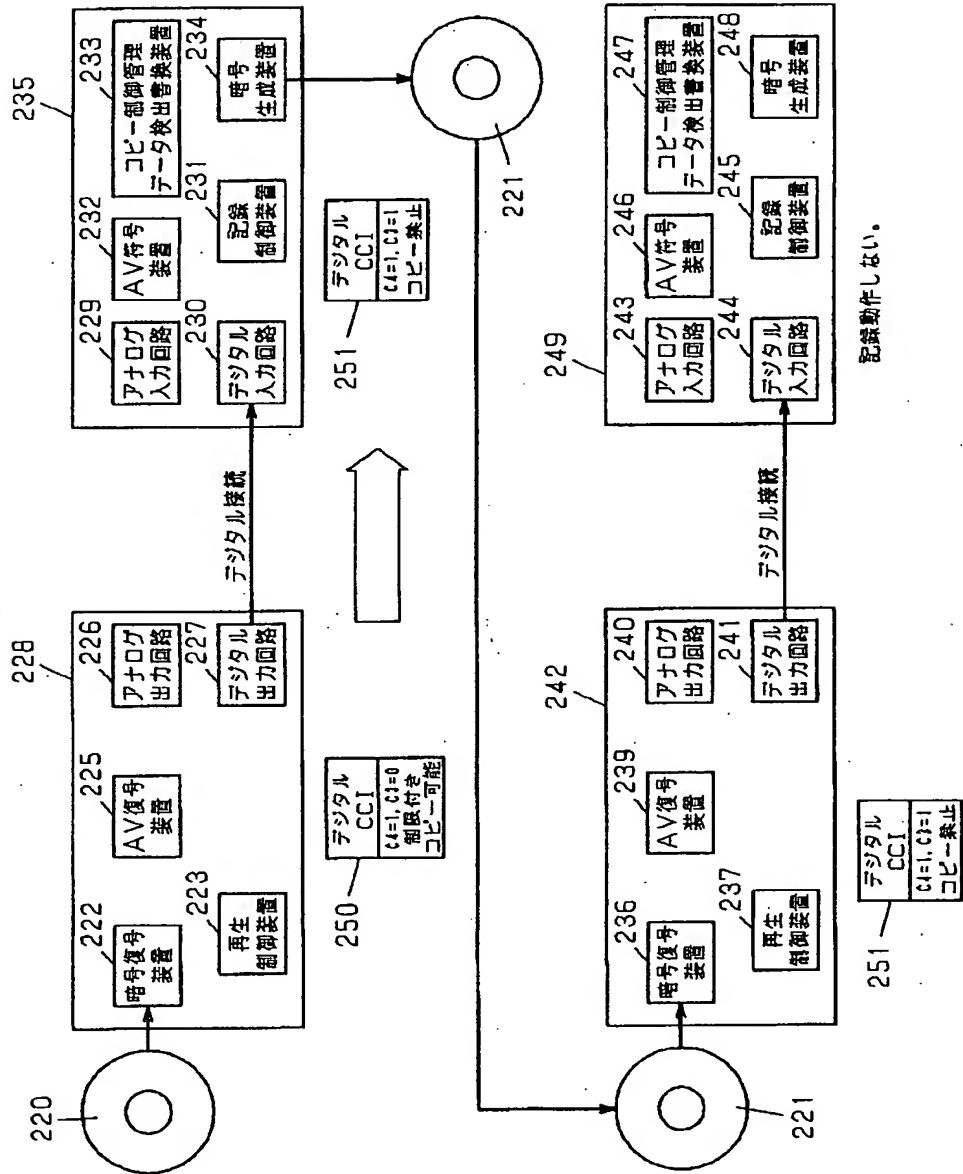 220
222
暗号復号
装置
223
再生
制御装置
225
AV復号
装置
226
アナログ
出力回路
227
デジタル
出力回路
228
デジタル接続
229
アナログ
入力回路
230
デジタル
入力回路
232
AV符号
装置
231
記録
制御装置
233
コピー制御管理
データ検出書換装置
234
暗号
生成装置
235
250
デジタル
CCI
C4=1, C3=0
制限付き
コピー可能
251
デジタル
CCI
C4=1, C3=1
コピー禁止
221
221
236
暗号復号
装置
237
再生
制御装置
239
AV復号
装置
240
アナログ
出力回路
241
デジタル
出力回路
242
デジタル接続
243
アナログ
入力回路
244
デジタル
入力回路
246
AV符号
装置
245
記録
制御装置
247
コピー制御管理
データ検出書換装置
248
暗号
生成装置
249
251
デジタル
CCI
C4=1, C3=1
コピー禁止
記録動作しない。